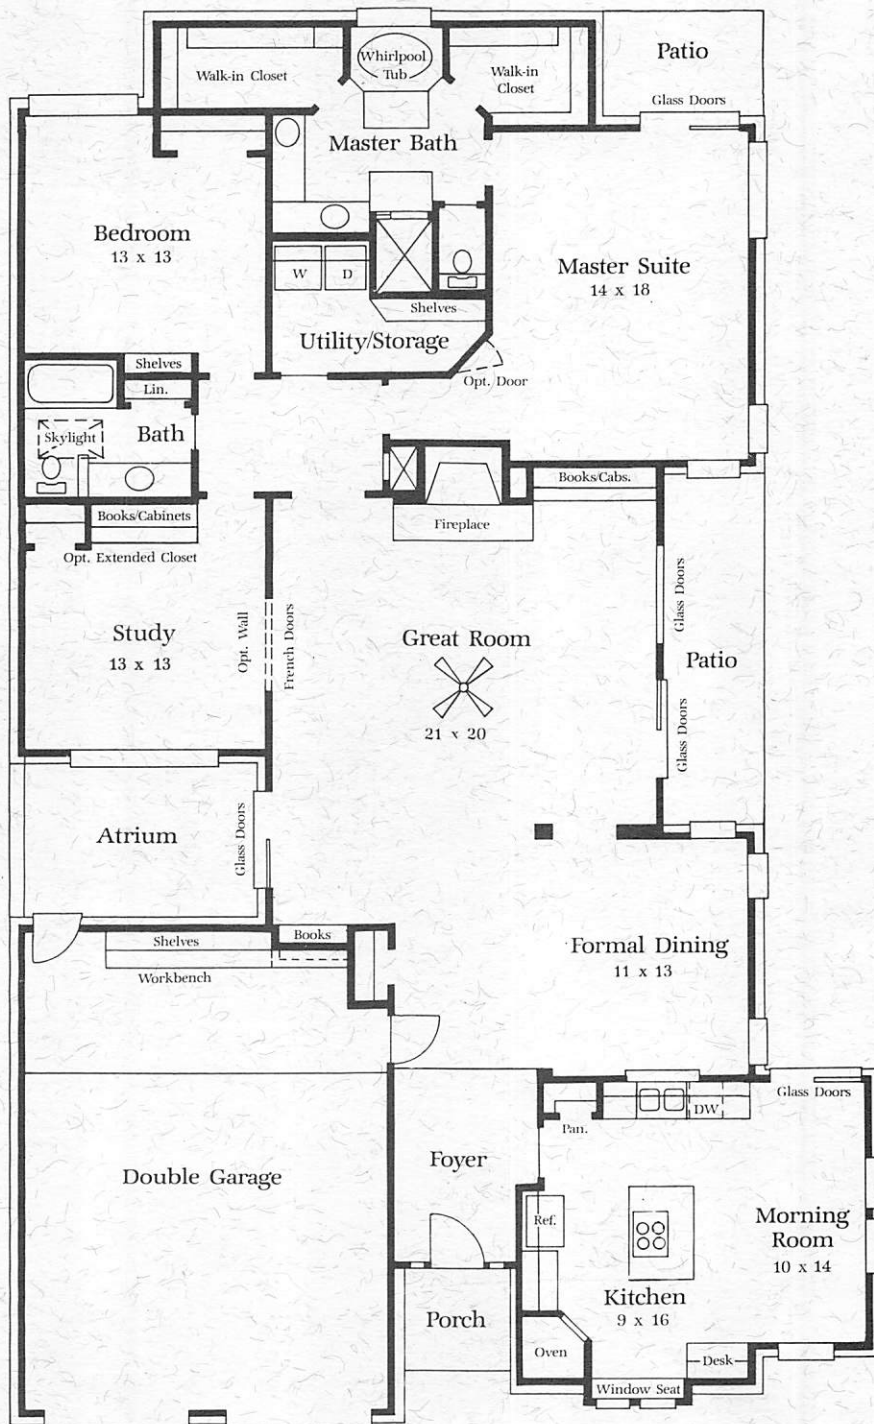 Patio
Glass Doors
Walk-in Closet
Whirlpool
Tub
Walk-in
Closet
Master Bath
Bedroom
13 x 13
Master Suite
14 x 18
W
D
Shelves
Utility/Storage
Opt. Door
Shelves
Lin.
Skylight
Bath
Books/Cabinets
Opt. Extended Closet
Books/Cabs.
Fireplace
Study
13 x 13
Opt. Wall
French Doors
Great Room
21 x 20
Glass Doors
Patio
Glass Doors
Atrium
Glass Doors
Shelves
Books
Workbench
Formal Dining
11 x 13
Double Garage
Foyer
Pan.
DW
Glass Doors
Ref.
Morning
Room
10 x 14
Kitchen
9 x 16
Porch
Oven
Desk
Window Seat